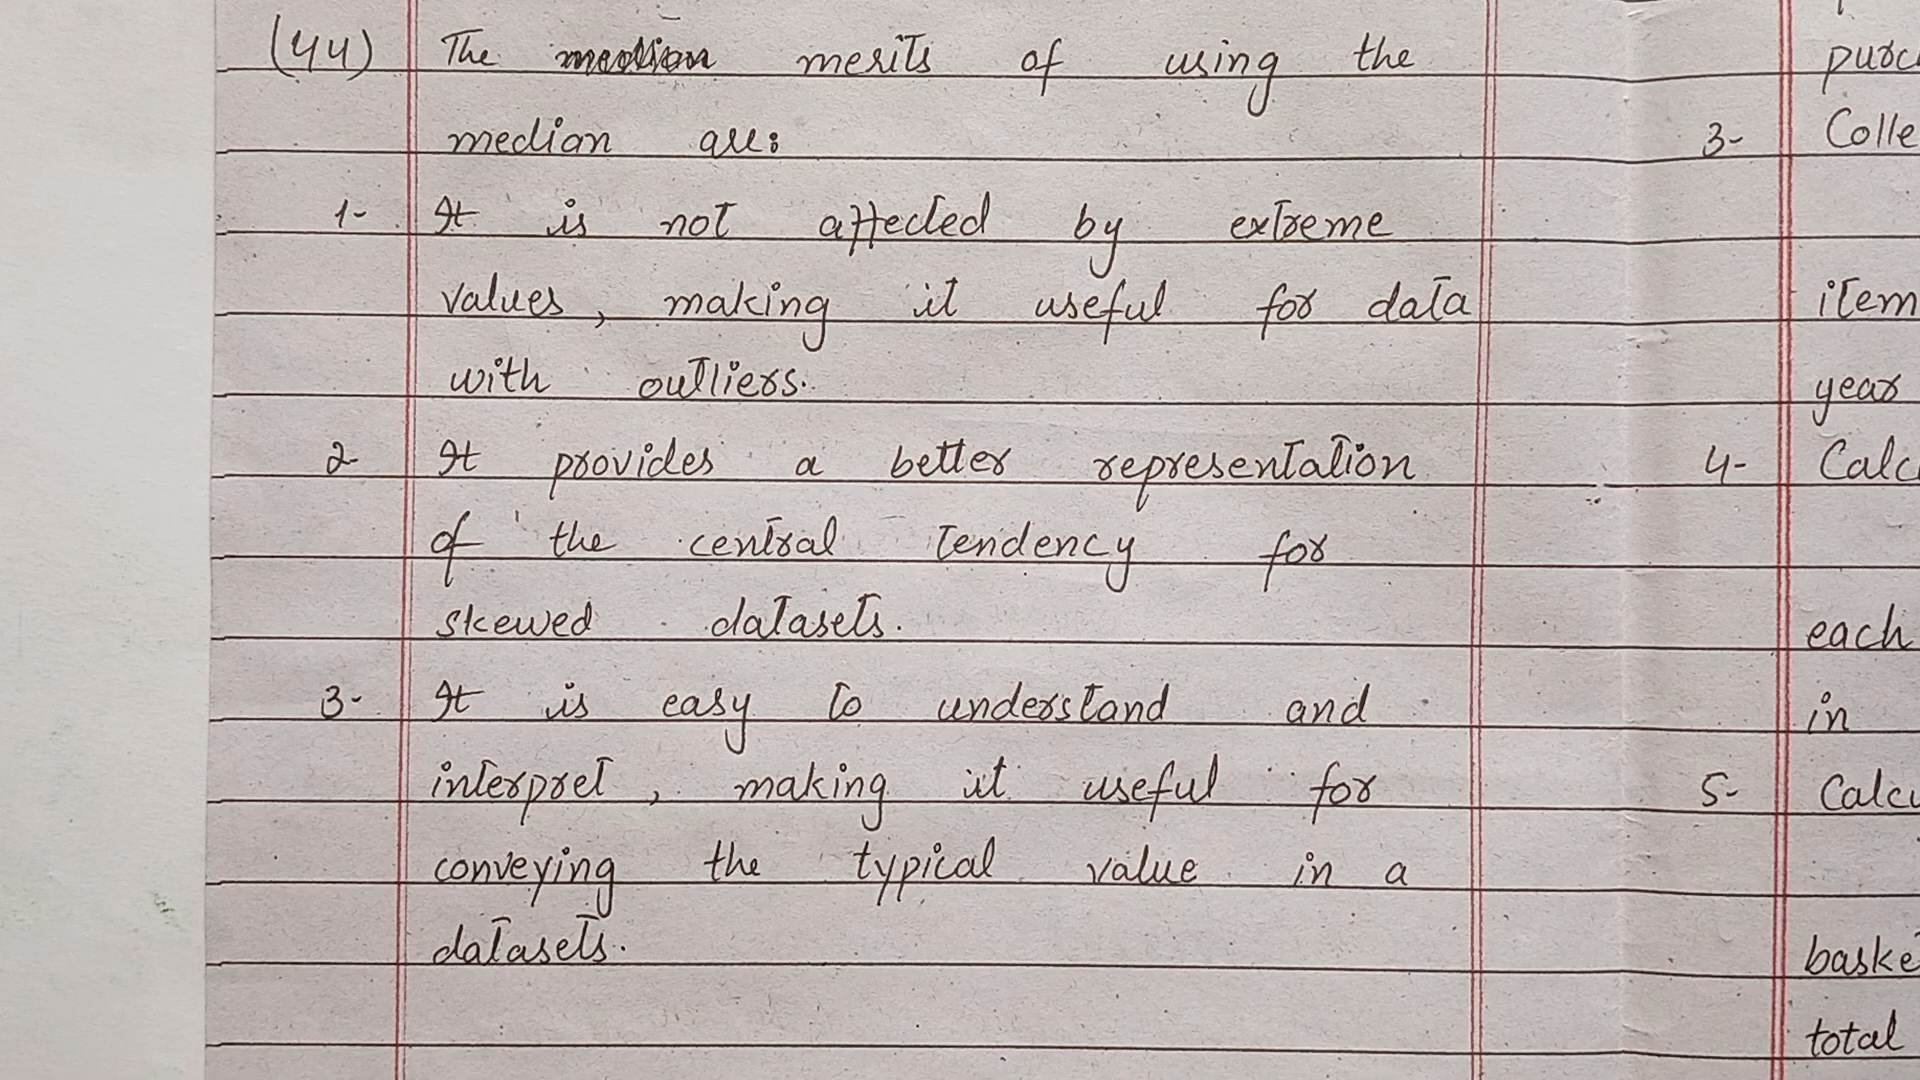 (44) The median merits of using the
median are:
1- It is not affected by extreme
values, making it useful for data
with outliers.
2- It provides a better representation
of the central tendency for
skewed datasets.
3- It is easy to understand and
interpret, making it useful for
conveying the typical value in a
datasets.
3- Colle
item
year
4- Calc
each
in
5- Calcu
baske
total